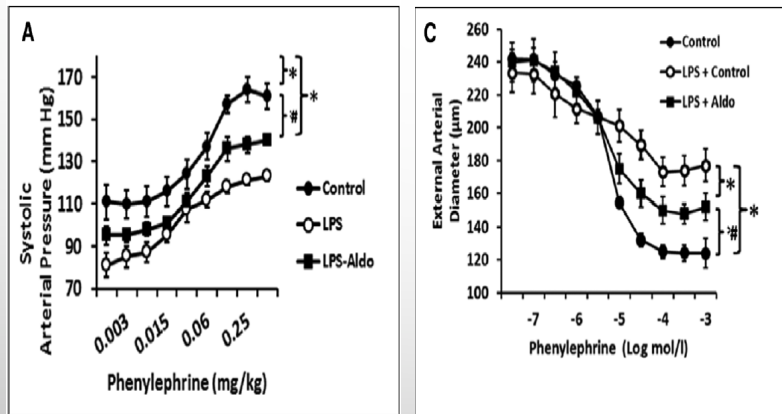 A
Systolic
Arterial Pressure (mm Hg)
170
150
130
110
90
70
*
#
*
Control
LPS
LPS-Aldo
0.003
0.015
0.06
0.25
Phenylephrine (mg/kg)
C
External Arterial
Diameter (µm)
260
240
220
200
180
160
140
120
100
Control
LPS + Control
LPS + Aldo
*
#
*
-7
-6
-5
-4
-3
Phenylephrine (Log mol/l)